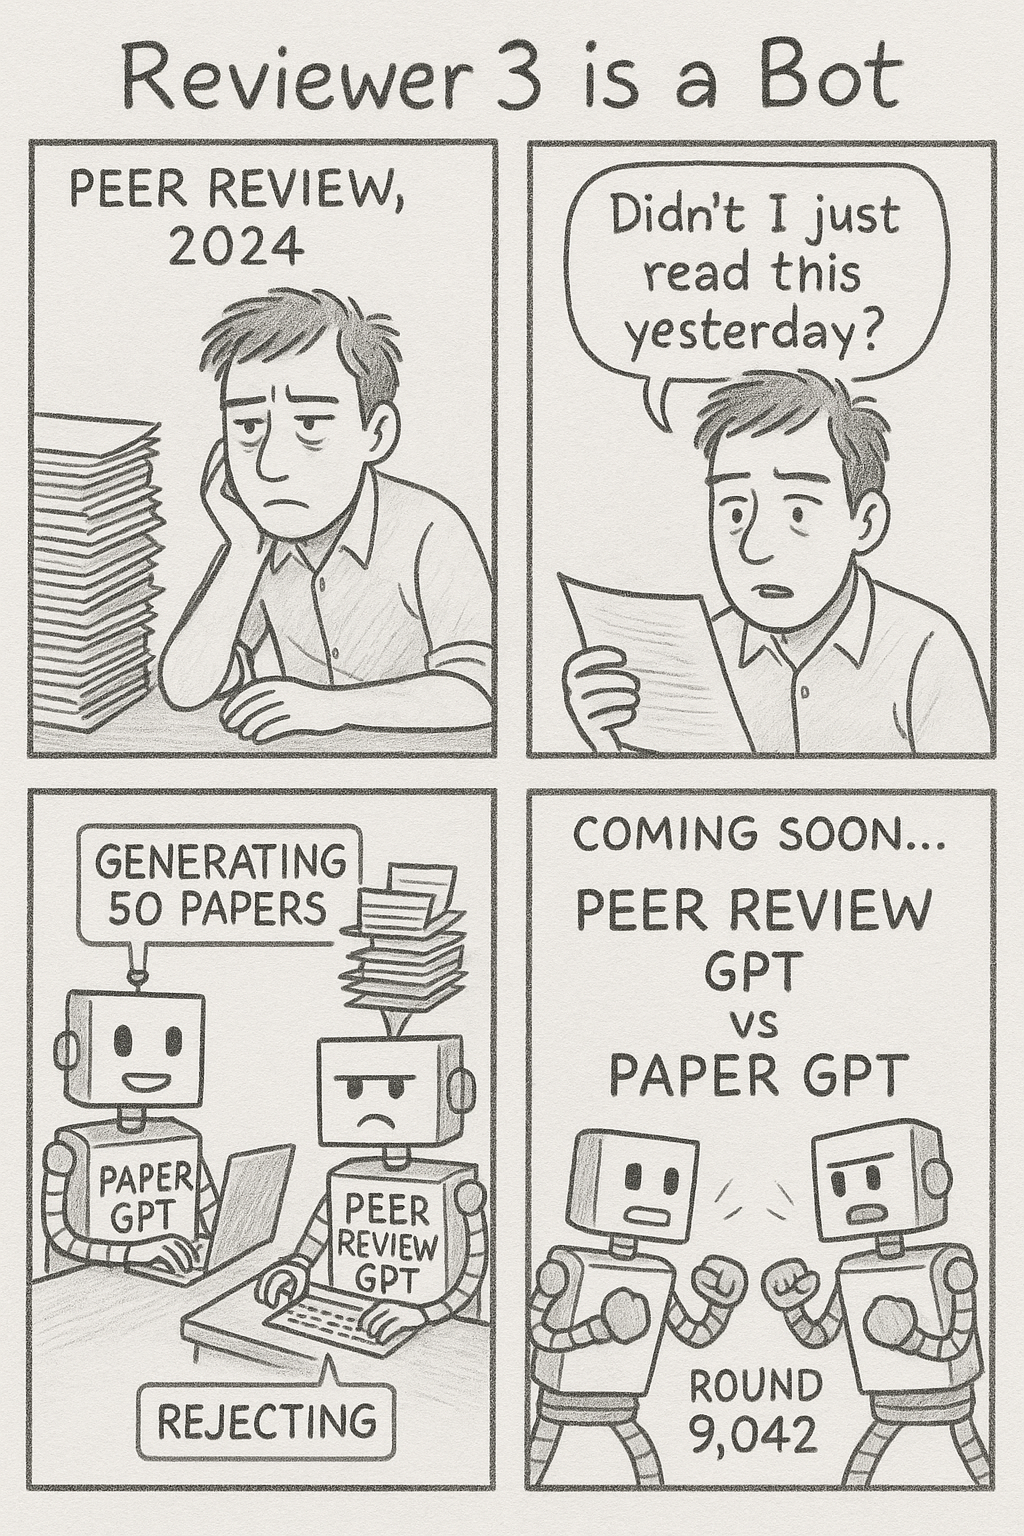 Reviewer 3 is a Bot
PEER REVIEW,
2024
Didn't I just
read this
yesterday?
GENERATING
50 PAPERS
PAPER
GPT
PEER
REVIEW
GPT
REJECTING
COMING SOON...
PEER REVIEW
GPT
vs
PAPER GPT
ROUND
9,042